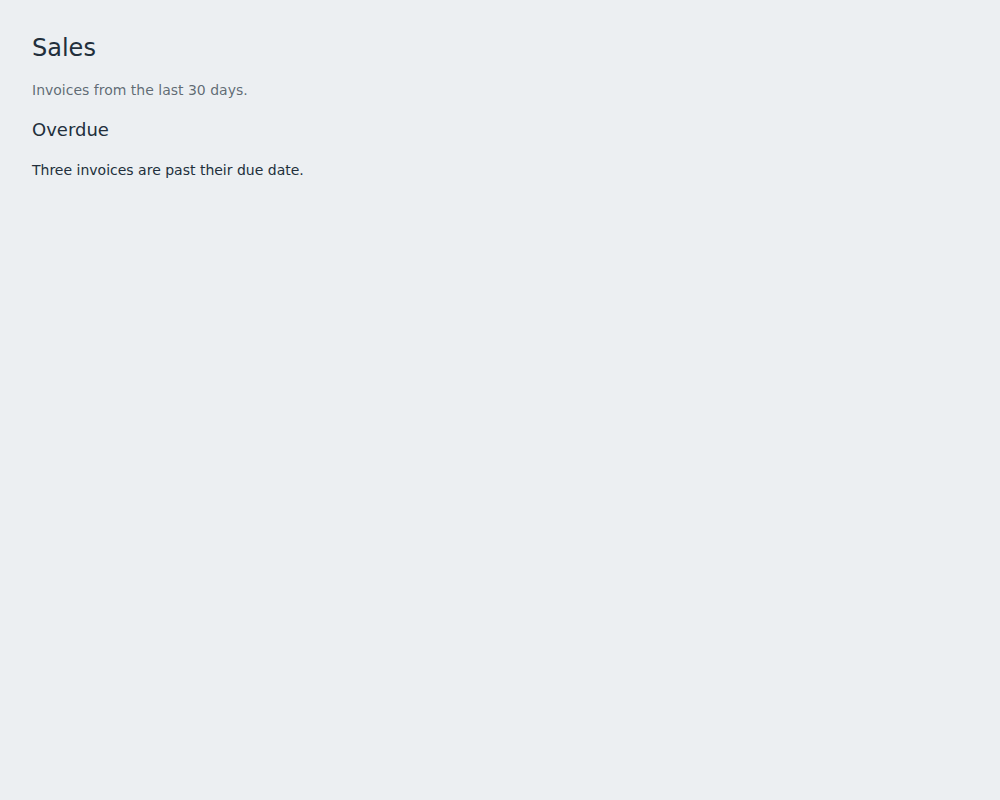 Sales
Invoices from the last 30 days.
Overdue
Three invoices are past their due date.